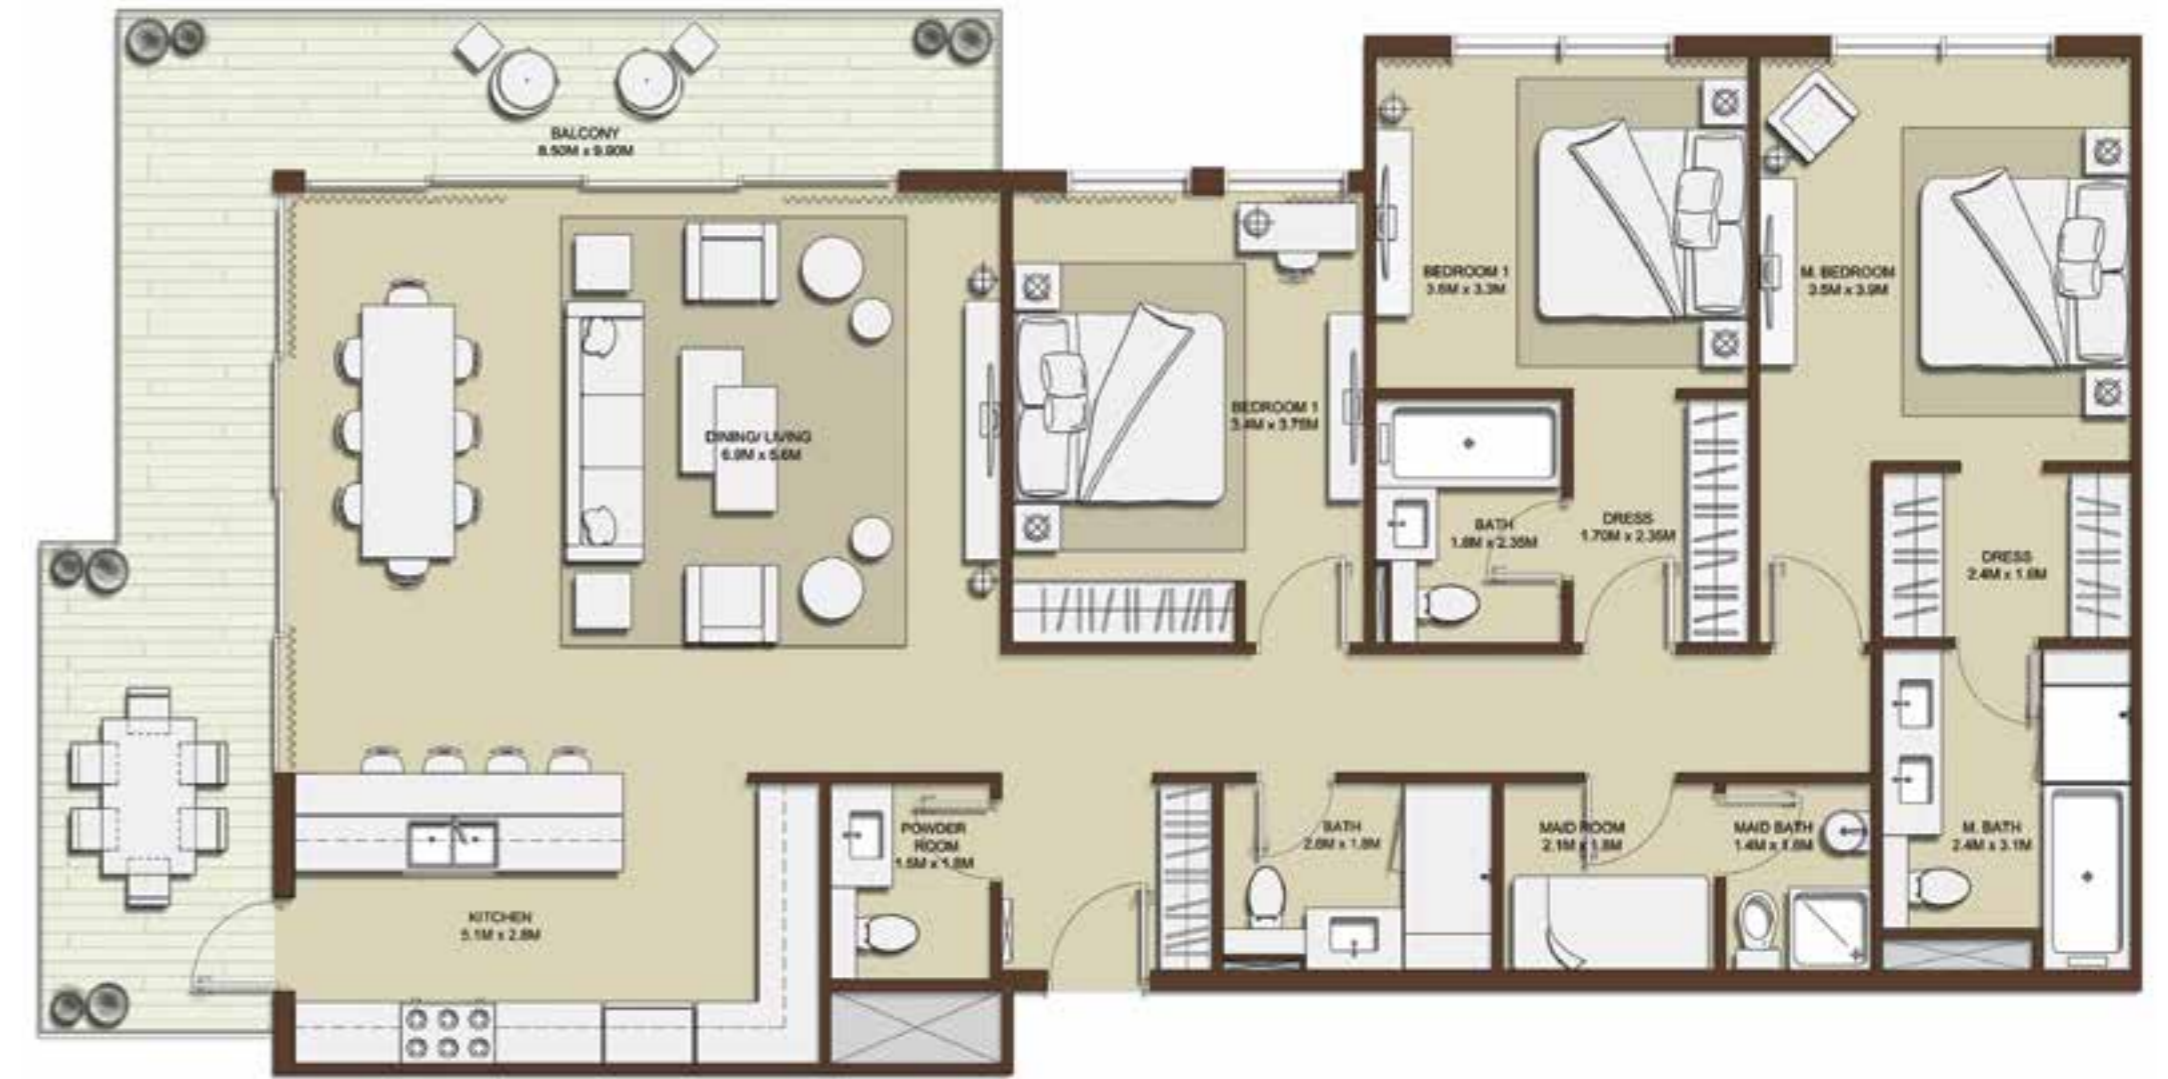 BALCONY
8.50M x 9.90M
BEDROOM 1
3.6M x 3.3M
M. BEDROOM
3.5M x 3.9M
BEDROOM 1
3.4M x 3.75M
DINING/ LIVING
6.9M x 6.6M
BATH
1.8M x 2.35M
DRESS
1.70M x 2.35M
DRESS
2.4M x 1.8M
POWDER
ROOM
1.5M x 1.8M
BATH
2.6M x 1.8M
MAID ROOM
2.1M x 1.8M
MAID BATH
1.4M x 1.8M
M. BATH
2.4M x 3.1M
KITCHEN
5.1M x 2.8M